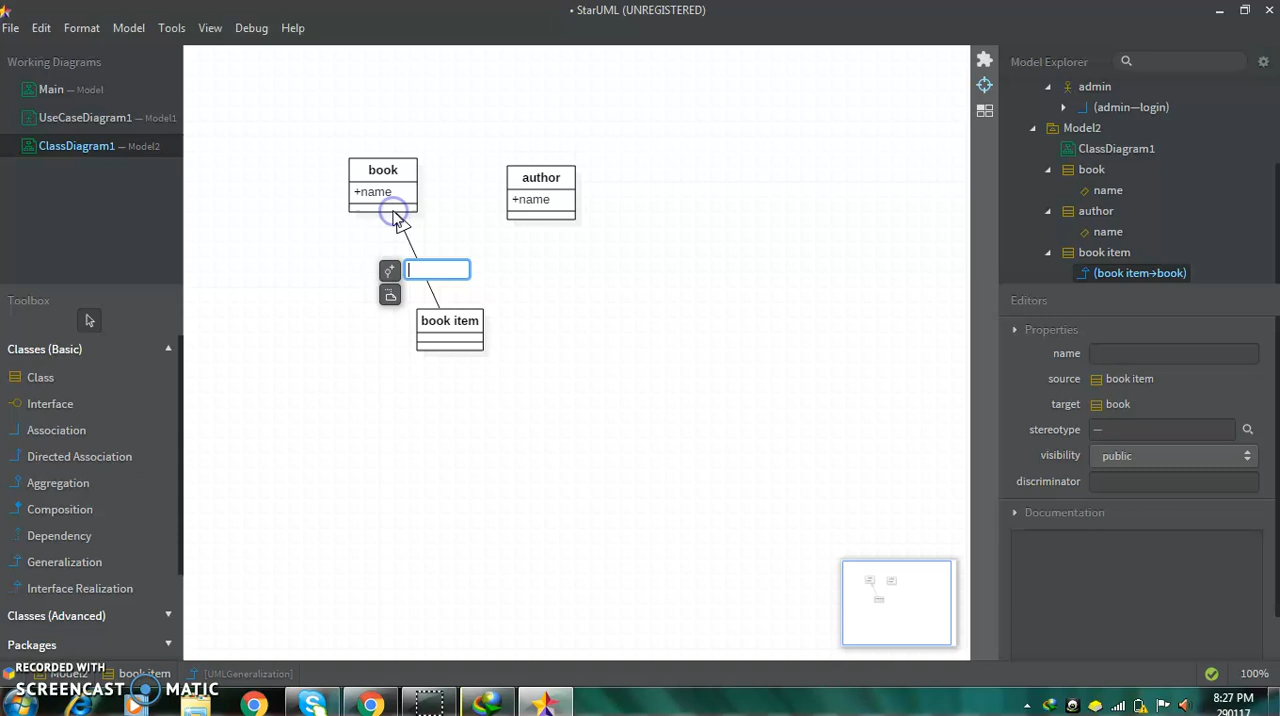 • StarUML (UNREGISTERED)
File Edit Format Model Tools View Debug Help
Working Diagrams
Main — Model
UseCaseDiagram1 — Model1
ClassDiagram1 — Model2
Toolbox
Classes (Basic)
Class
Interface
Association
Directed Association
Aggregation
Composition
Dependency
Generalization
Interface Realization
Classes (Advanced)
Packages
book
+name
author
+name
book item
Model Explorer
admin
(admin—login)
Model2
ClassDiagram1
book
name
author
name
book item
(book item→book)
Editors
Properties
name
source book item
target book
stereotype —
visibility public
discriminator
Documentation
Model2 book item [UMLGeneralization]
100%
RECORDED WITH
SCREENCAST MATIC
8:27 PM
290117